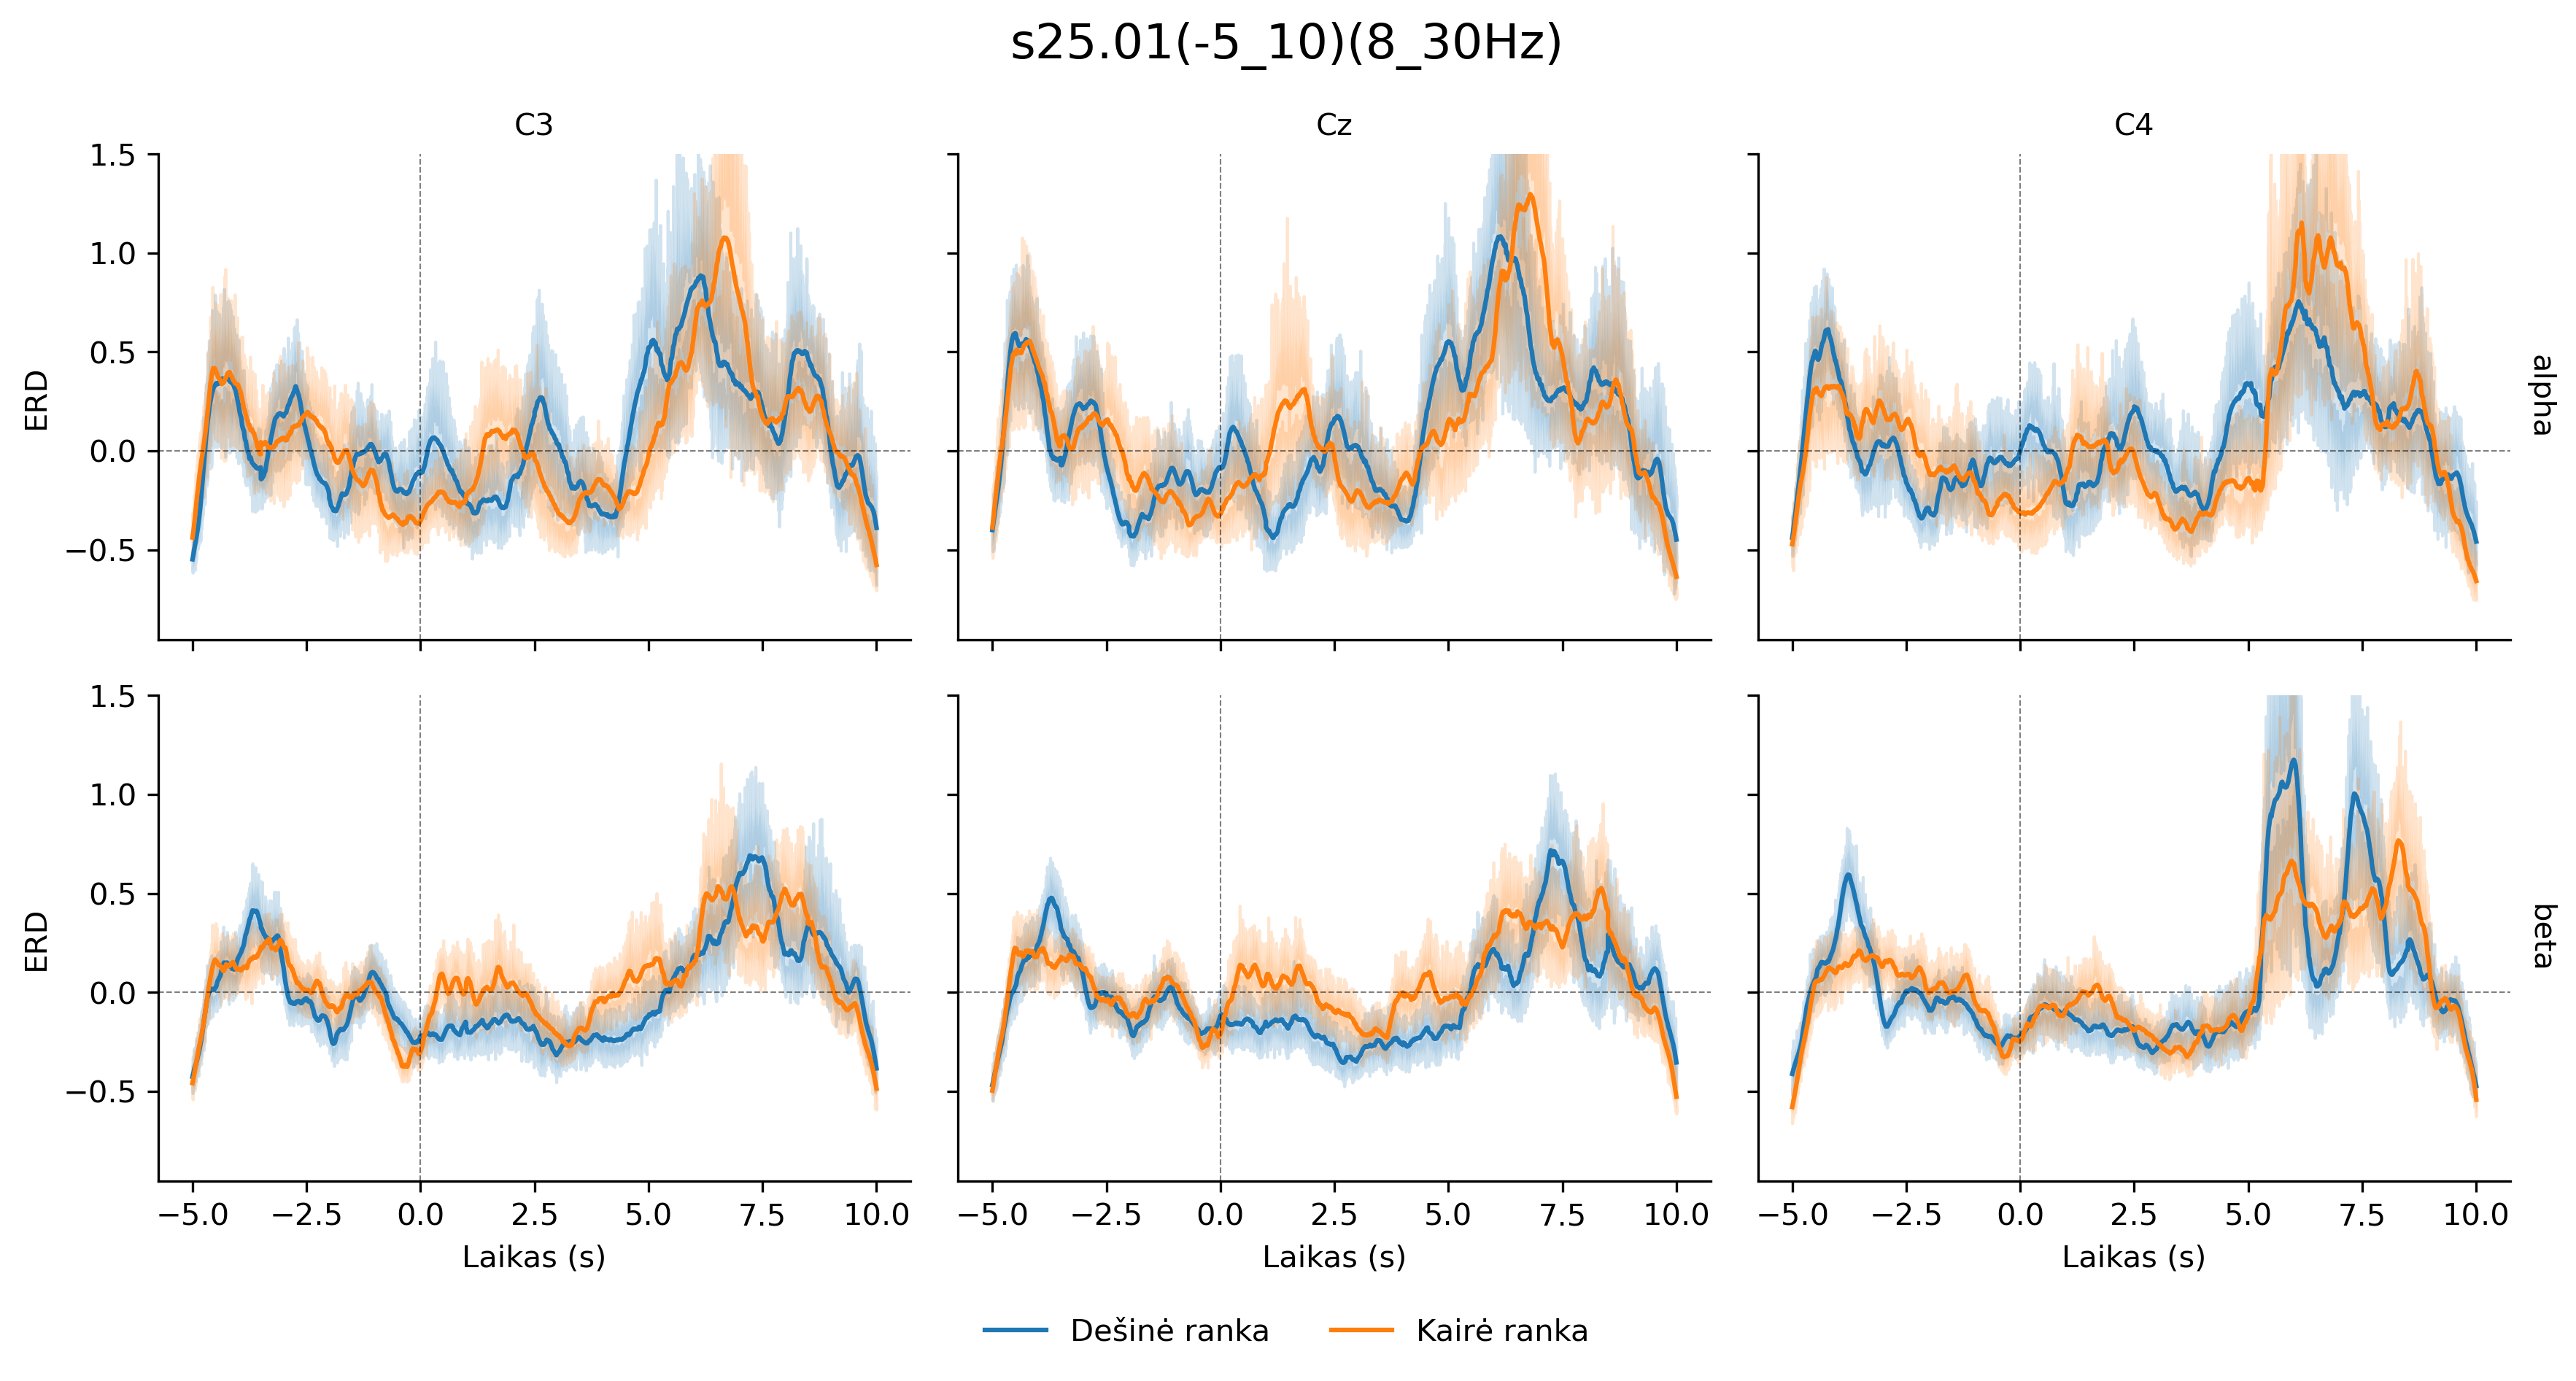 s25.01(-5_10)(8_30Hz)
C3 Cz C4
1.5
1.0
0.5
0.0
−0.5
ERD
alpha
1.5
1.0
0.5
0.0
−0.5
ERD
beta
−5.0 −2.5 0.0 2.5 5.0 7.5 10.0 −5.0 −2.5 0.0 2.5 5.0 7.5 10.0 −5.0 −2.5 0.0 2.5 5.0 7.5 10.0
Laikas (s) Laikas (s) Laikas (s)
Dešinė ranka Kairė ranka